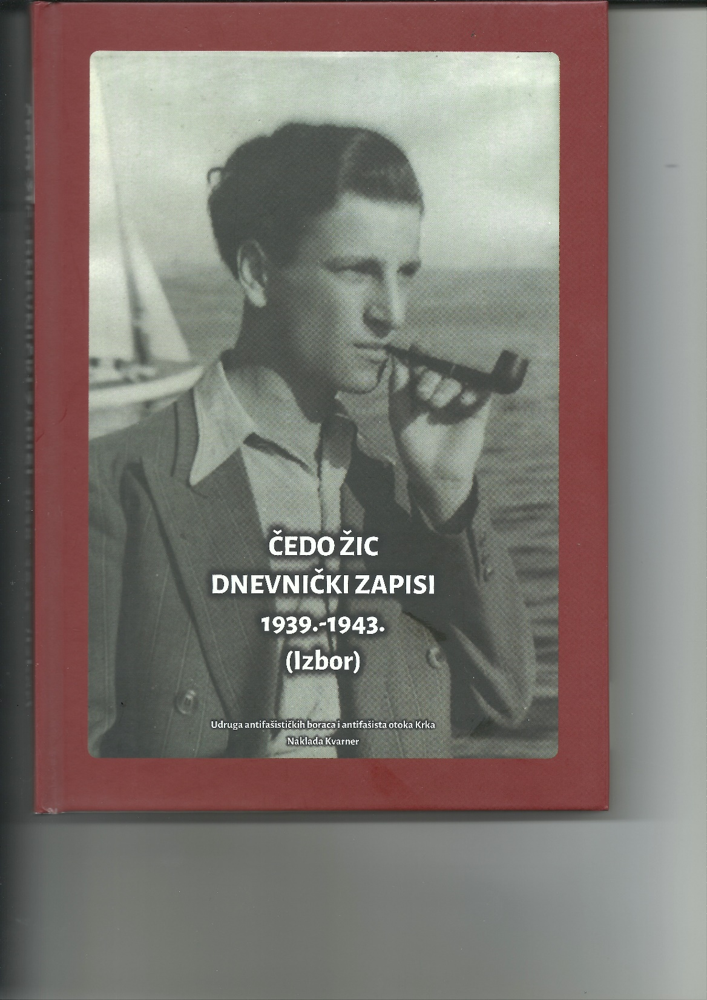 ČEDO ŽIC
DNEVNIČKI ZAPISI
1939.-1943.
(Izbor)
Udruga antifašističkih boraca i antifašista otoka Krka
Naklada Kvarner